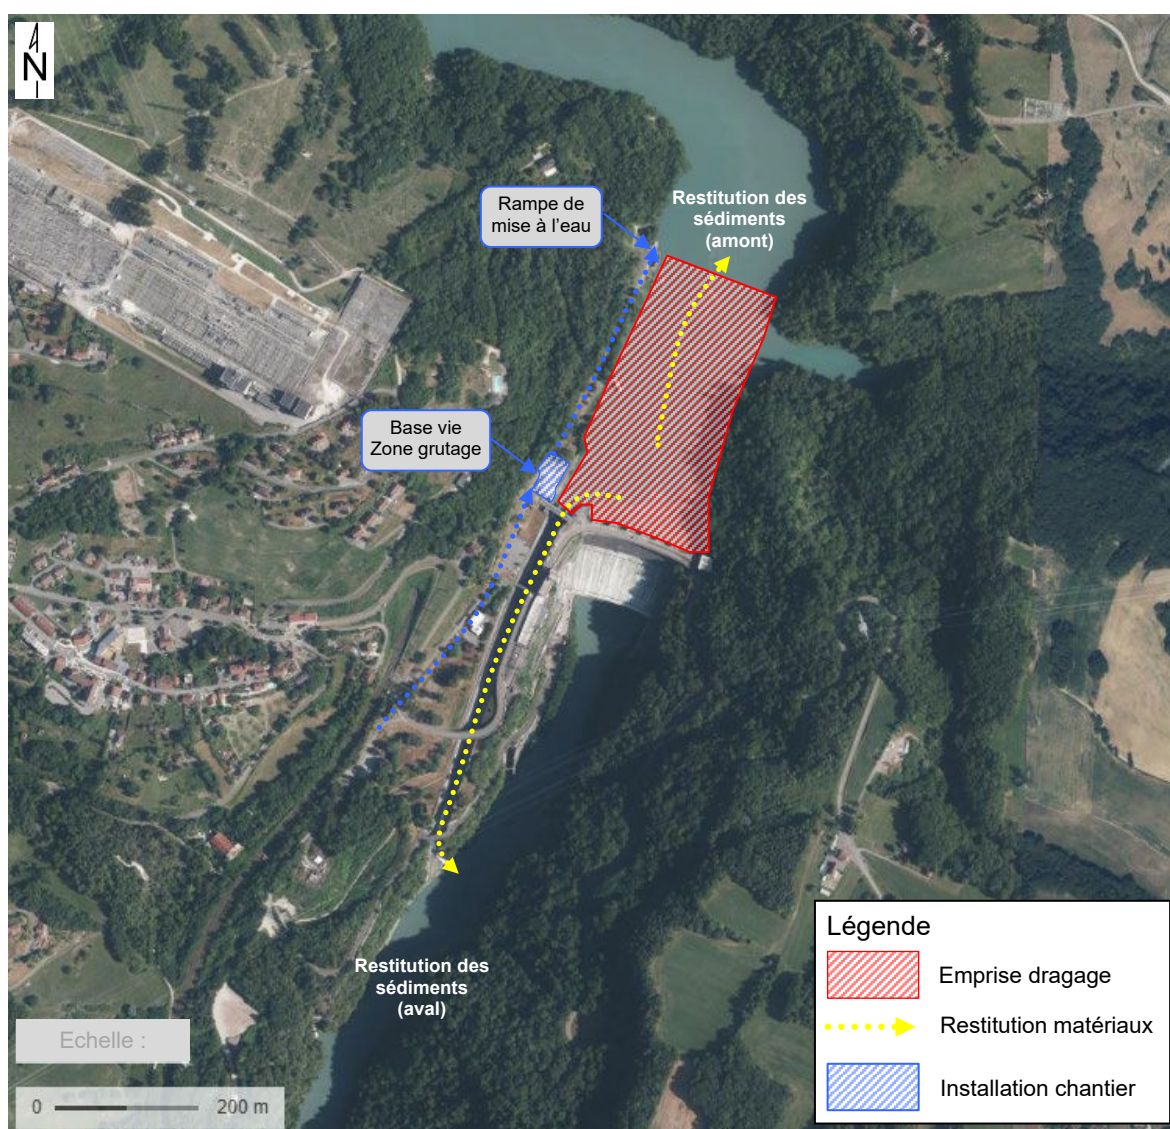 N
Rampe de
mise à l’eau
Restitution des
sédiments
(amont)
Base vie
Zone grutage
Restitution des
sédiments
(aval)
Echelle :
0 200 m
Légende
Emprise dragage
Restitution matériaux
Installation chantier